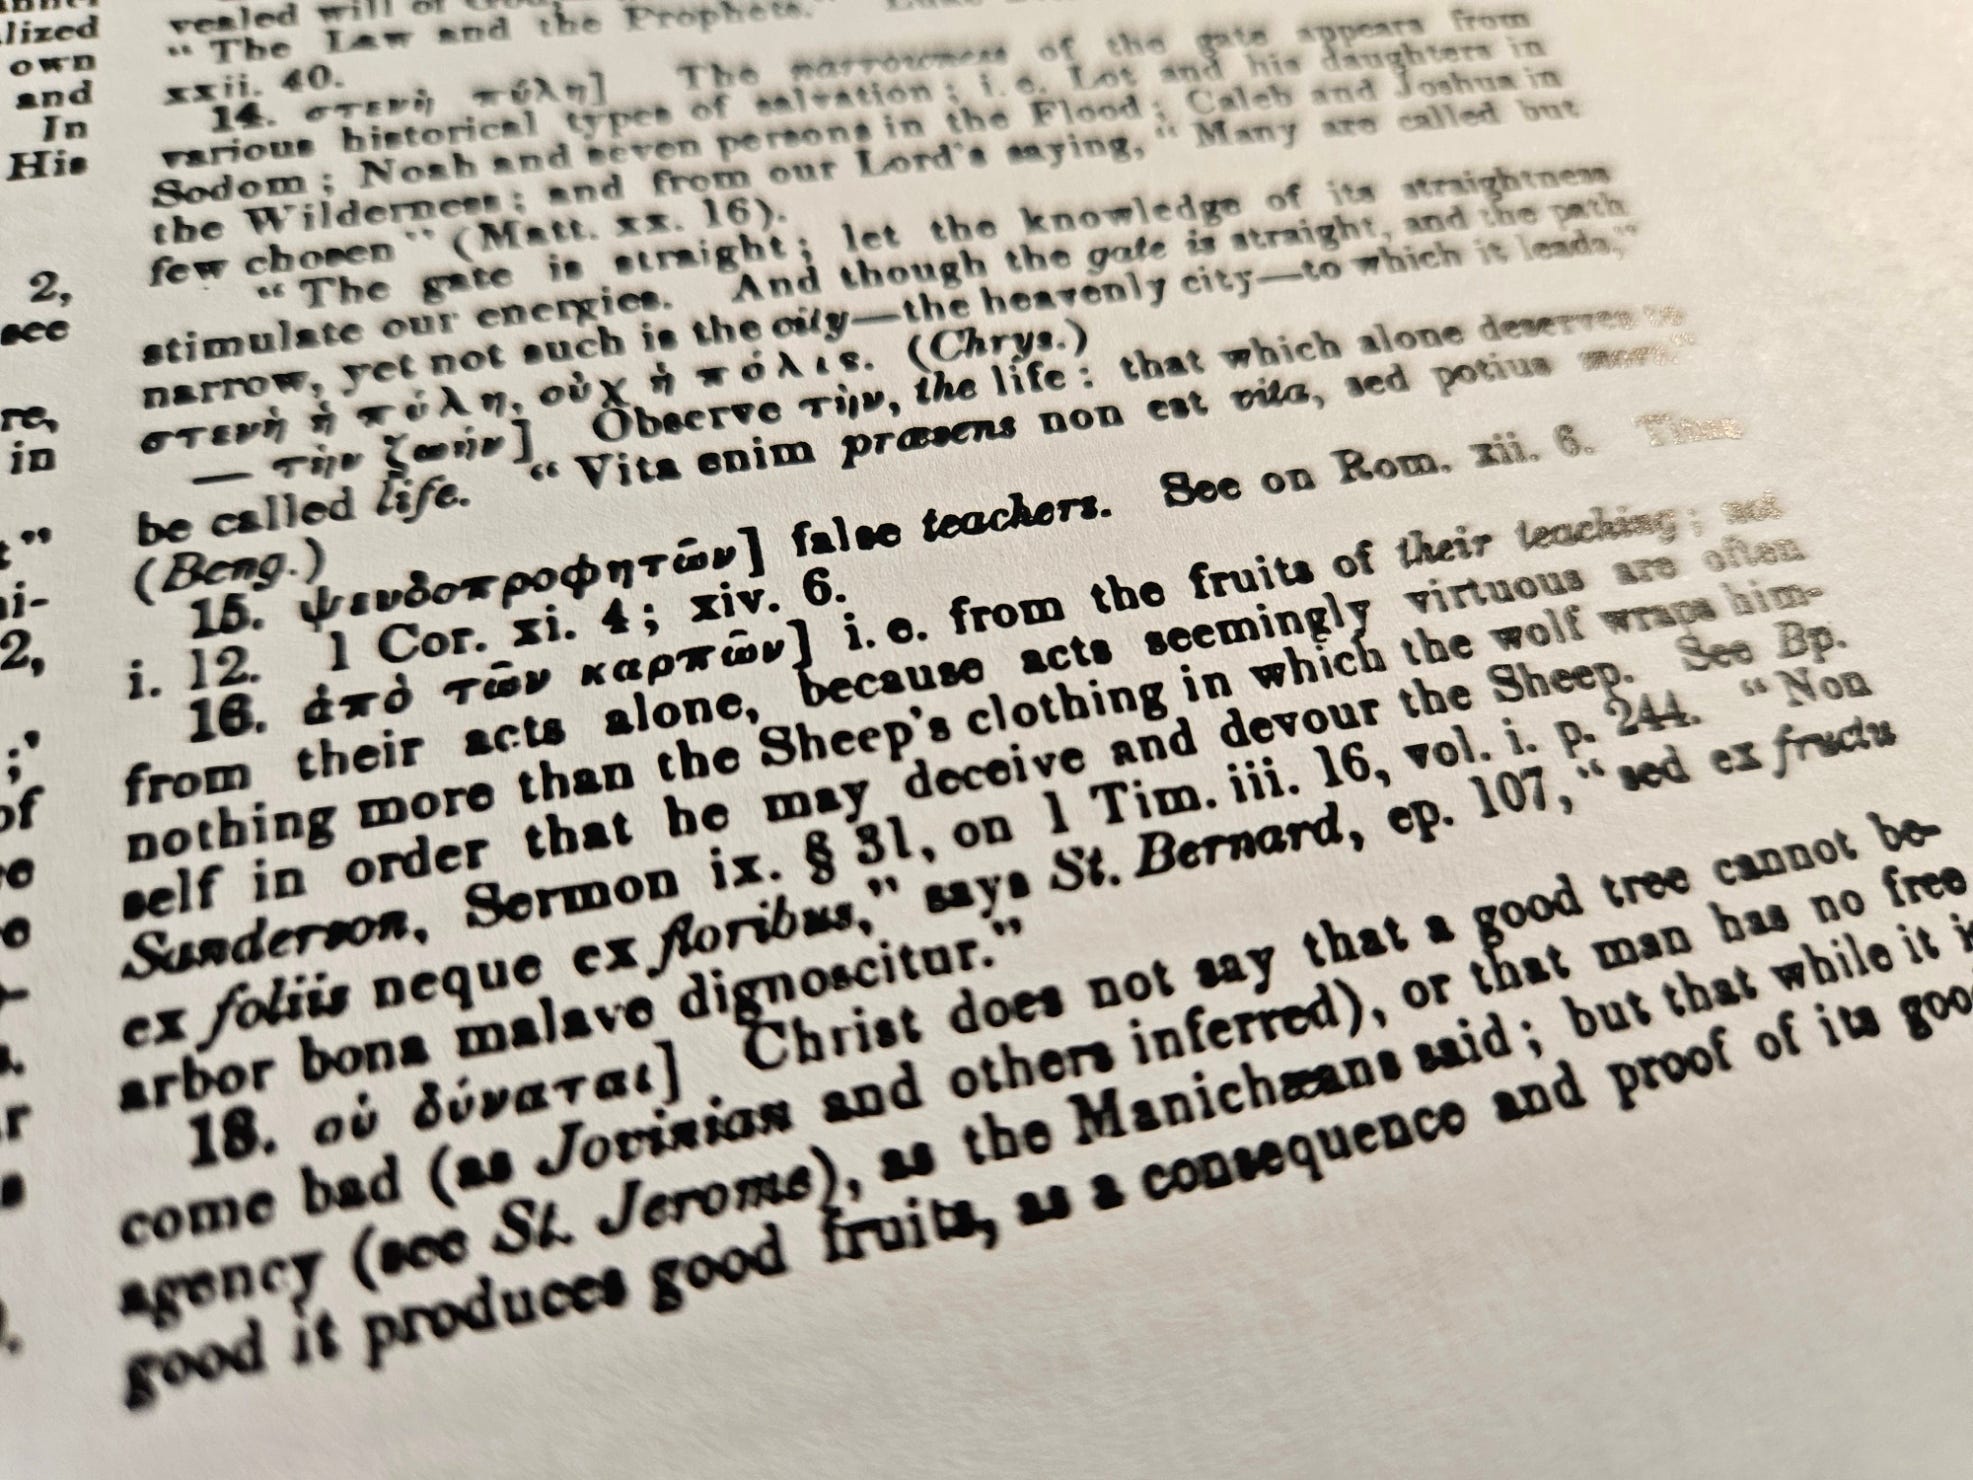 lized
own
and
In
His
2,
see
re,
in
vealed will of
"The Law and the Prophets."
xxii. 40.
14. στενὴ πύλη] The narrowness of the gate appears from
various historical types of salvation; i. e. Lot and his daughters in
Sodom; Noah and seven persons in the Flood; Caleb and Joshua in
the Wilderness; and from our Lord's saying, "Many are called but
few chosen" (Matt. xx. 16).
"The gate is straight; let the knowledge of its straightness
stimulate our energies. And though the gate is straight, and the path
narrow, yet not such is the city—the heavenly city—to which it leads,"
στενὴ ἡ πύλη, οὐχ ἡ πόλις. (Chrys.)
— τὴν ζωήν] Observe τὴν, the life: that which alone deserves to
be called life. "Vita enim præsens non est vita, sed potius mors."
(Beng.)
15. ψευδοπροφητῶν] false teachers. See on Rom. xii. 6. Titus
i. 12. 1 Cor. xi. 4; xiv. 6.
16. ἀπὸ τῶν καρπῶν] i. e. from the fruits of their teaching; not
from their acts alone, because acts seemingly virtuous are often
nothing more than the Sheep's clothing in which the wolf wraps him-
self in order that he may deceive and devour the Sheep. See Bp.
Sanderson, Sermon ix. § 31, on 1 Tim. iii. 16, vol. i. p. 244. "Non
ex foliis neque ex floribus," says St. Bernard, ep. 107, "sed ex fructu
arbor bona malave dignoscitur."
18. οὐ δύναται] Christ does not say that a good tree cannot be-
come bad (as Jovinian and others inferred), or that man has no free
agency (see St. Jerome), as the Manichæans said; but that while it is
good it produces good fruits, as a consequence and proof of its